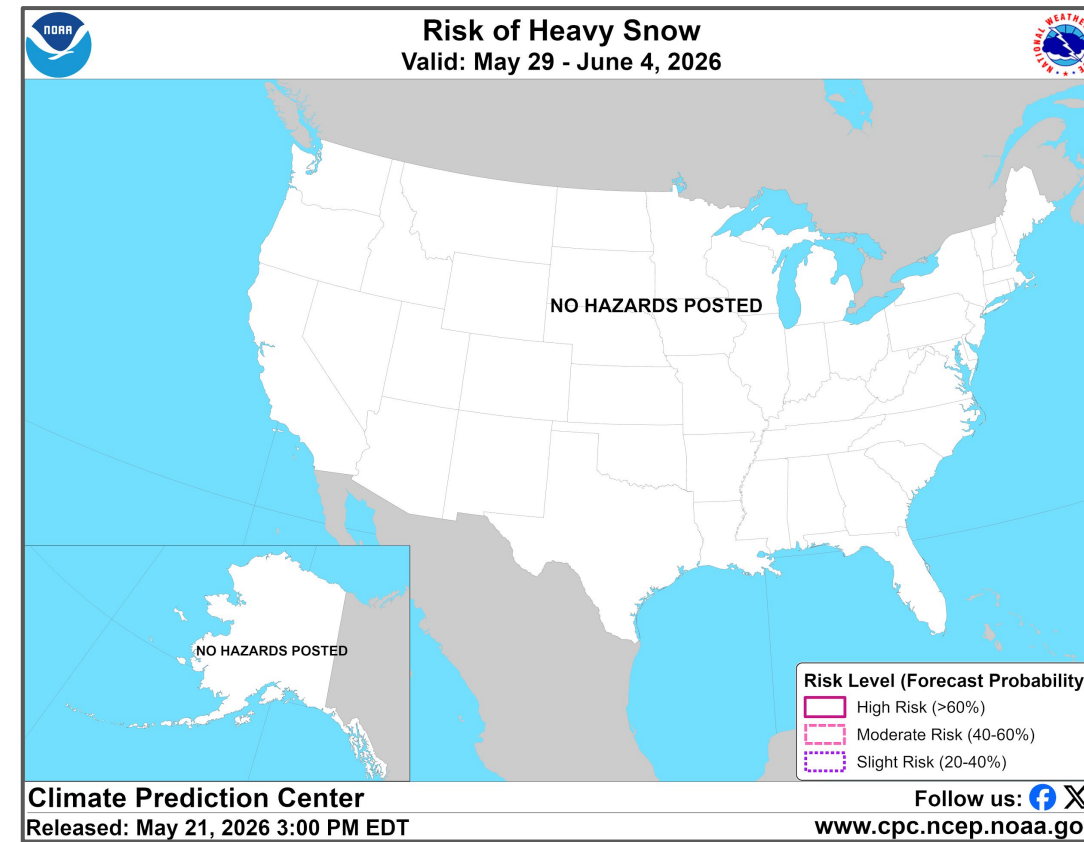 NOAA
Risk of Heavy Snow
Valid: May 29 - June 4, 2026
NO HAZARDS POSTED
NO HAZARDS POSTED
Risk Level (Forecast Probability
High Risk (>60%)
Moderate Risk (40-60%)
Slight Risk (20-40%)
Climate Prediction Center
Follow us:
Released: May 21, 2026 3:00 PM EDT
www.cpc.ncep.noaa.go